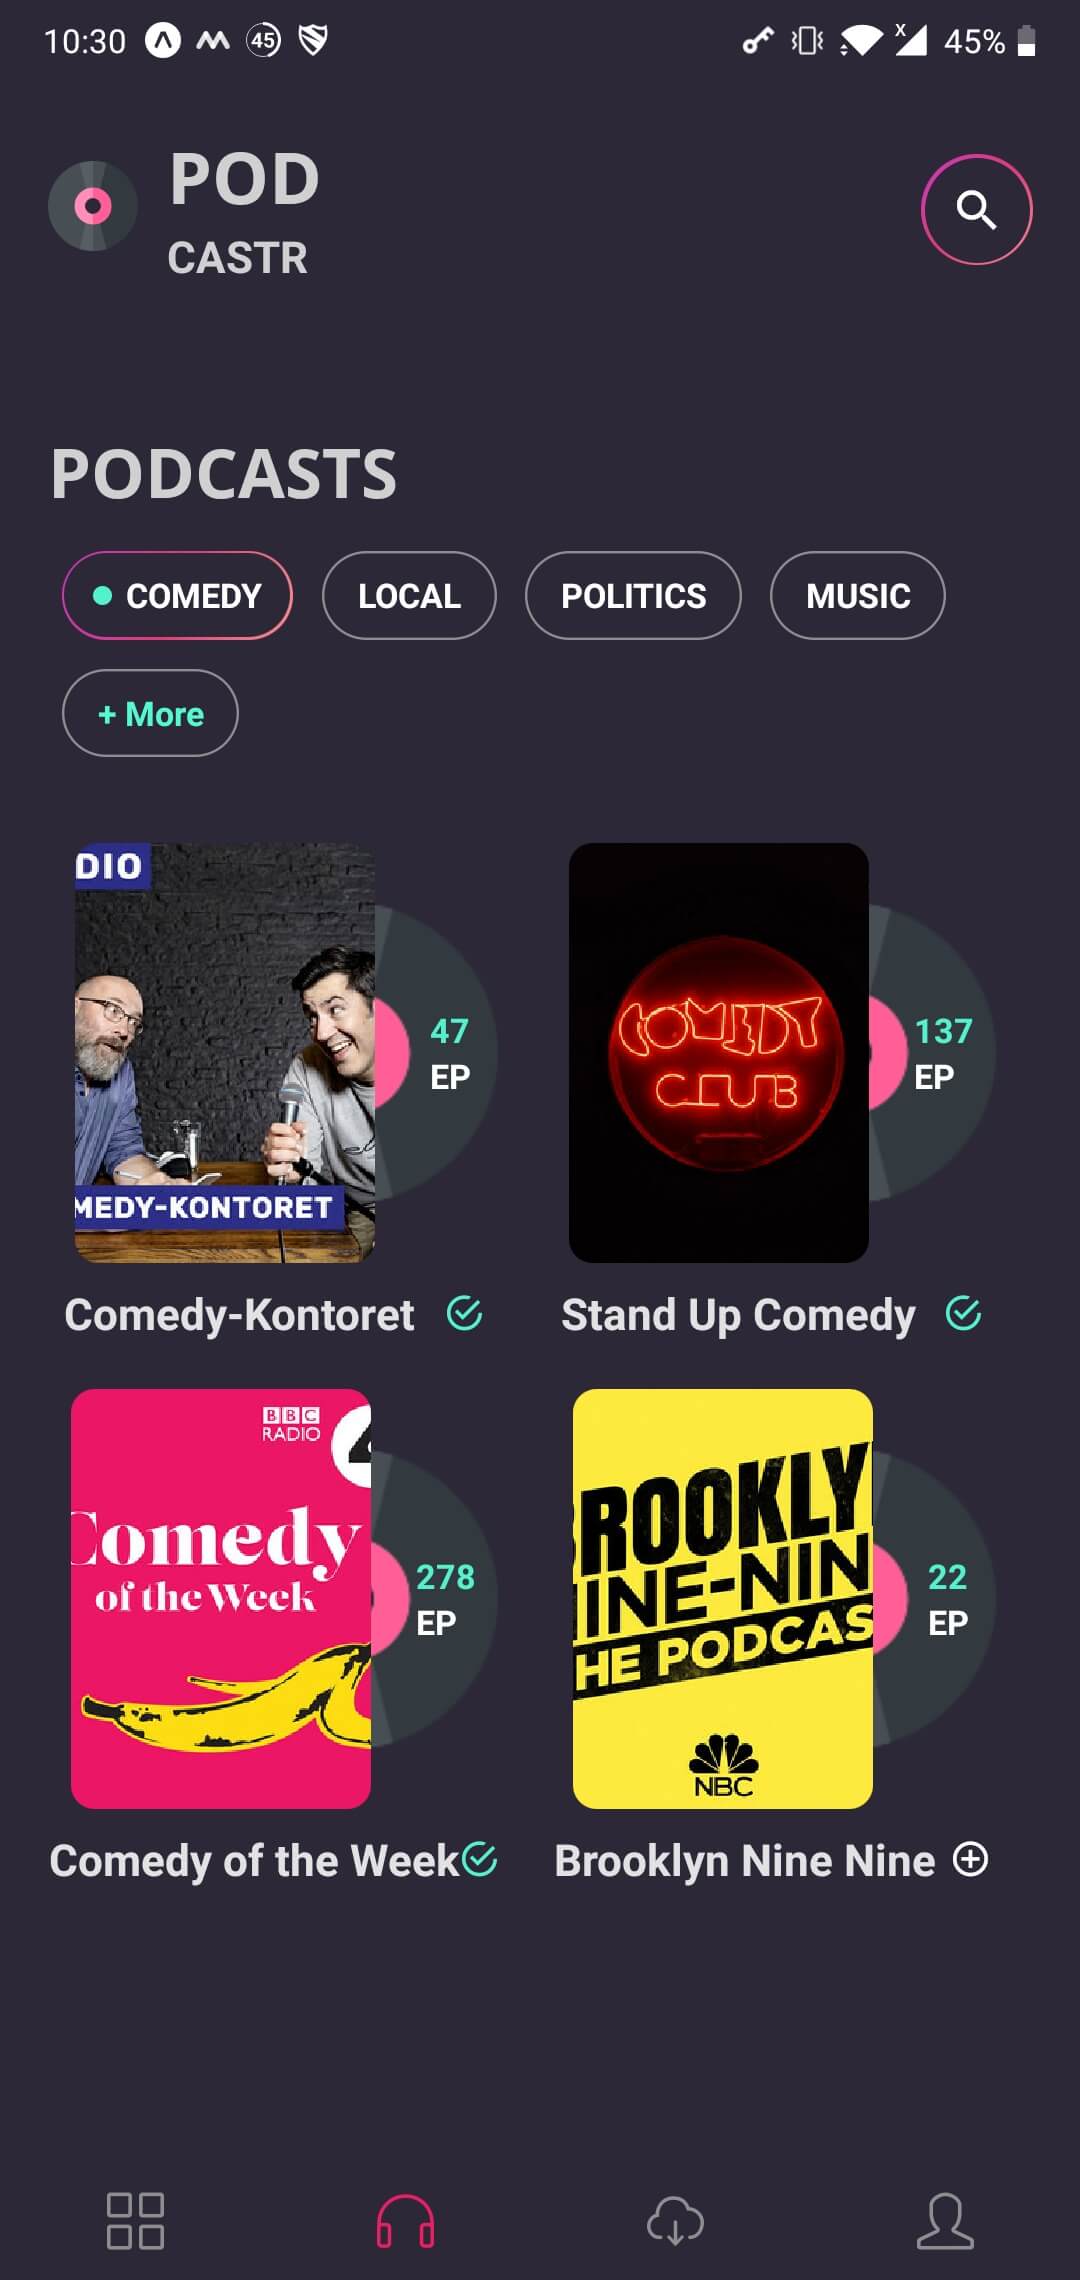 10:30
45
45%
POD
CASTR
PODCASTS
COMEDY
LOCAL
POLITICS
MUSIC
+ More
DIO
MEDY-KONTORET
47
EP
COMEDY
CLUB
137
EP
Comedy-Kontoret
Stand Up Comedy
BBC
RADIO
4
Comedy
of the Week
278
EP
ROOKLY
INE-NIN
HE PODCAS
NBC
22
EP
Comedy of the Week
Brooklyn Nine Nine